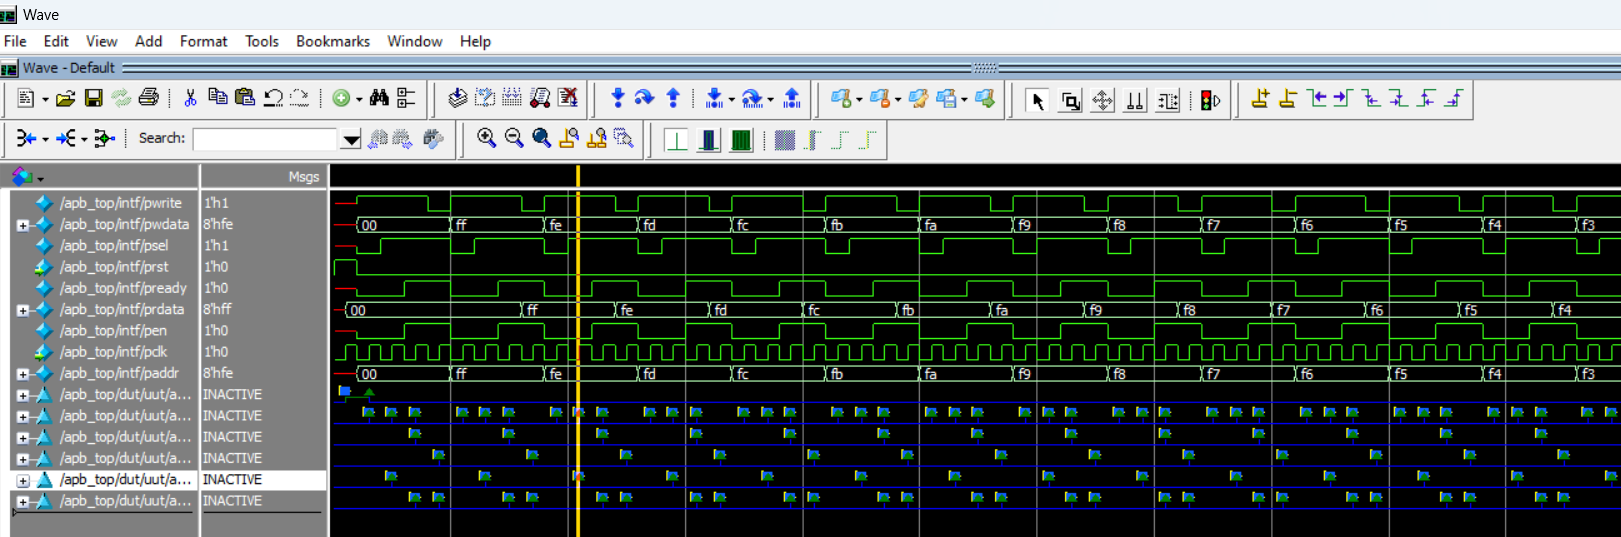 Wave
File Edit View Add Format Tools Bookmarks Window Help
Wave - Default
Search:
Msgs
/apb_top/intf/pwrite 1'h1
/apb_top/intf/pwdata 8'hfe 00 ff fe fd fc fb fa f9 f8 f7 f6 f5 f4 f3
/apb_top/intf/psel 1'h1
/apb_top/intf/prst 1'h0
/apb_top/intf/pready 1'h0
/apb_top/intf/prdata 8'hff 00 ff fe fd fc fb fa f9 f8 f7 f6 f5 f4
/apb_top/intf/pen 1'h0
/apb_top/intf/pclk 1'h0
/apb_top/intf/paddr 8'hfe 00 ff fe fd fc fb fa f9 f8 f7 f6 f5 f4 f3
/apb_top/dut/uut/a... INACTIVE
/apb_top/dut/uut/a... INACTIVE
/apb_top/dut/uut/a... INACTIVE
/apb_top/dut/uut/a... INACTIVE
/apb_top/dut/uut/a... INACTIVE
/apb_top/dut/uut/a... INACTIVE